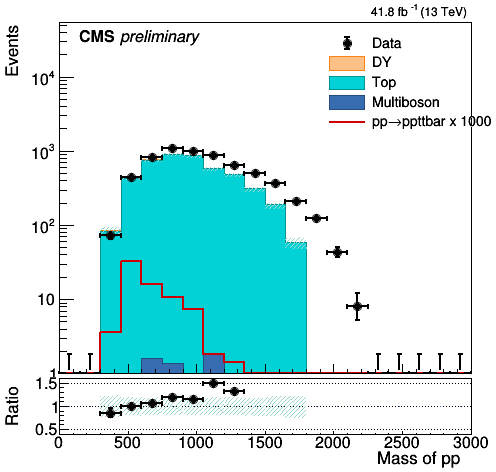 41.8 fb⁻¹ (13 TeV)
CMS preliminary
Events
Data
DY
Top
Multiboson
pp→ppttbar x 1000
10⁴
10³
10²
10
1
Ratio
1.5
1
0.5
0 500 1000 1500 2000 2500 3000
Mass of pp